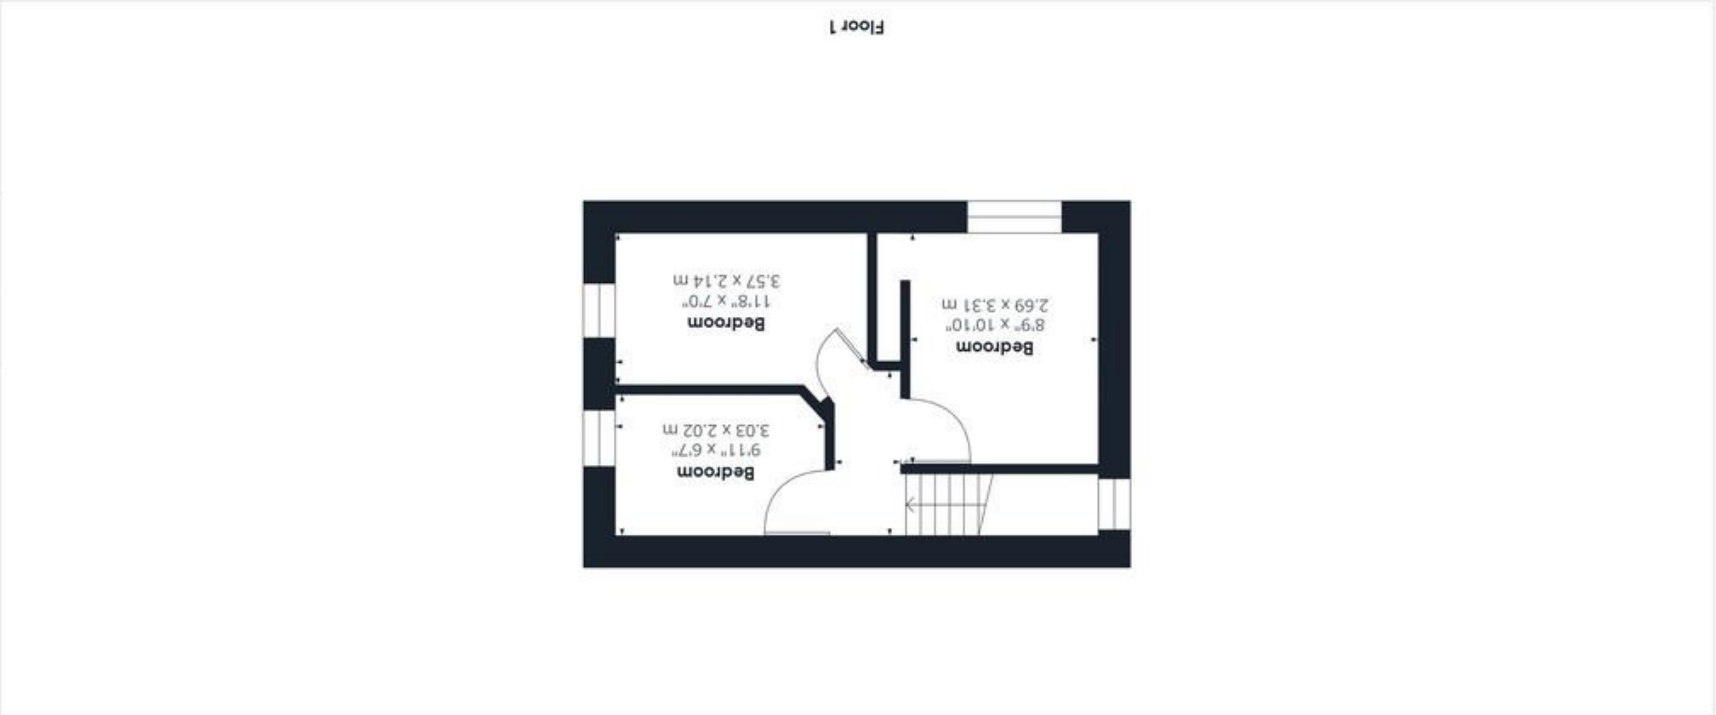 Bedroom
9'11" x 6'7"
3.03 x 2.02 m
Bedroom
8'9" x 10'10"
2.69 x 3.31 m
Bedroom
11'8" x 7'0"
3.57 x 2.14 m
Floor 1